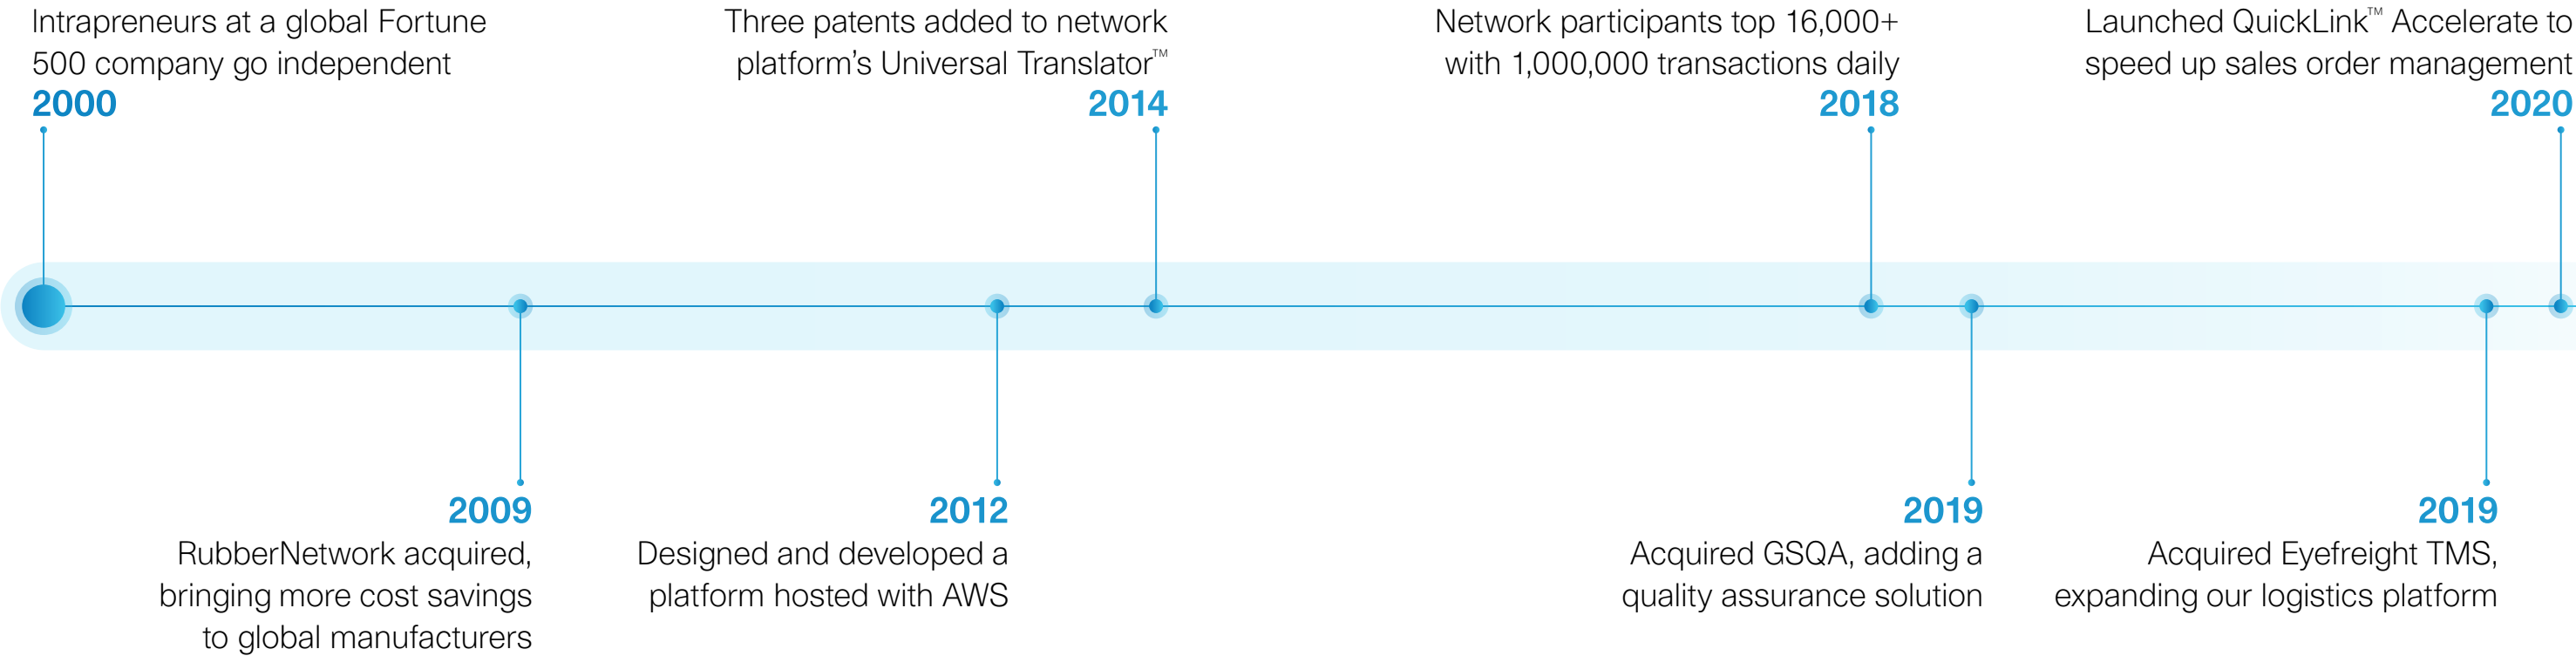 Intrapreneurs at a global Fortune
500 company go independent
2000
Three patents added to network
platform’s Universal Translator™
2014
Network participants top 16,000+
with 1,000,000 transactions daily
2018
Launched QuickLink™ Accelerate to
speed up sales order management
2020
2009
RubberNetwork acquired,
bringing more cost savings
to global manufacturers
2012
Designed and developed a
platform hosted with AWS
2019
Acquired GSQA, adding a
quality assurance solution
2019
Acquired Eyefreight TMS,
expanding our logistics platform